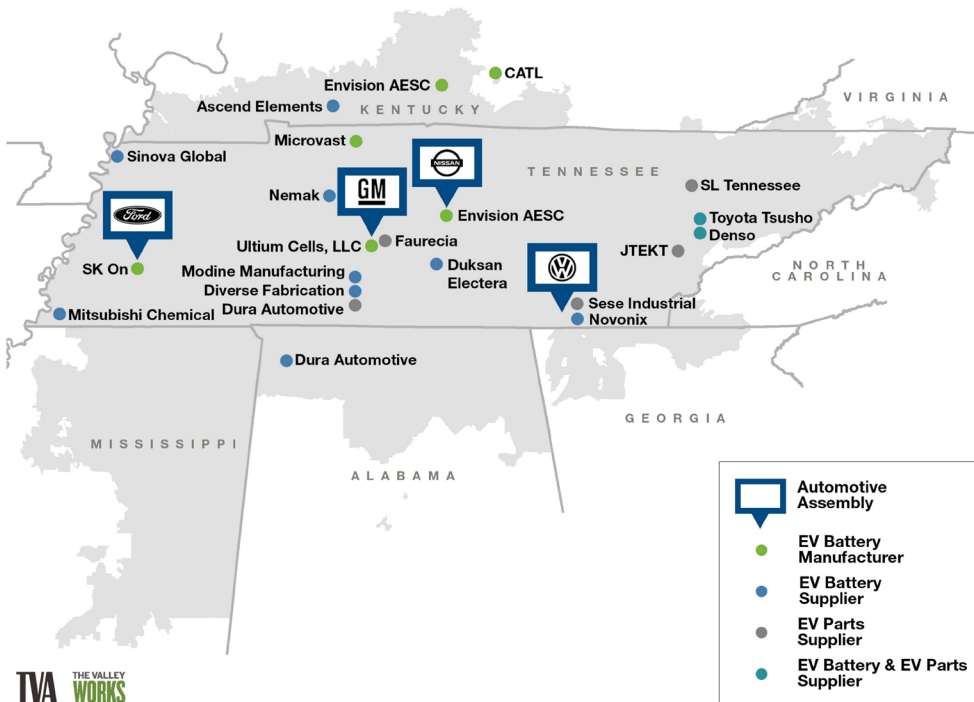 CATL
Envision AESC
Ascend Elements
KENTUCKY
VIRGINIA
Microvast
Sinova Global
NISSAN
TENNESSEE
SL Tennessee
Nemak
GM
Ford
Envision AESC
Toyota Tsusho
Denso
Faurecia
Ultium Cells, LLC
JTEKT
SK On
Duksan
Electera
NORTH
CAROLINA
Modine Manufacturing
Diverse Fabrication
Dura Automotive
VW
Sese Industrial
Novonix
Mitsubishi Chemical
Dura Automotive
GEORGIA
MISSISSIPPI
ALABAMA
Automotive
Assembly
EV Battery
Manufacturer
EV Battery
Supplier
EV Parts
Supplier
EV Battery & EV Parts
Supplier
TVA
THE VALLEY
WORKS